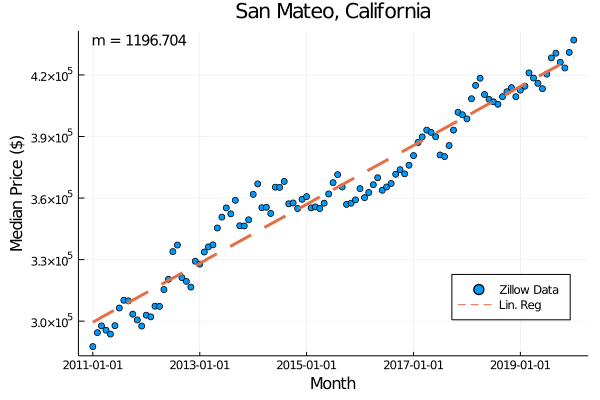 San Mateo, California
m = 1196.704
4.2×10⁵
3.9×10⁵
3.6×10⁵
3.3×10⁵
3.0×10⁵
Median Price ($)
Zillow Data
Lin. Reg
2011-01-01 2013-01-01 2015-01-01 2017-01-01 2019-01-01
Month